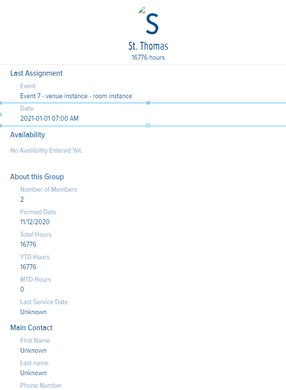 S
St. Thomas
16776 hours
Last Assignment
Event
Event 7 - venue instance - room instance
Date
2021-01-01 07:00 AM
Availability
No Availibility Entered Yet.
About this Group
Number of Members
2
Formed Date
11/12/2020
Total Hours
16776
YTD Hours
16776
MTD Hours
0
Last Service Date
Unknown
Main Contact
First Name
Unknown
Last name
Unknown
Phone Number